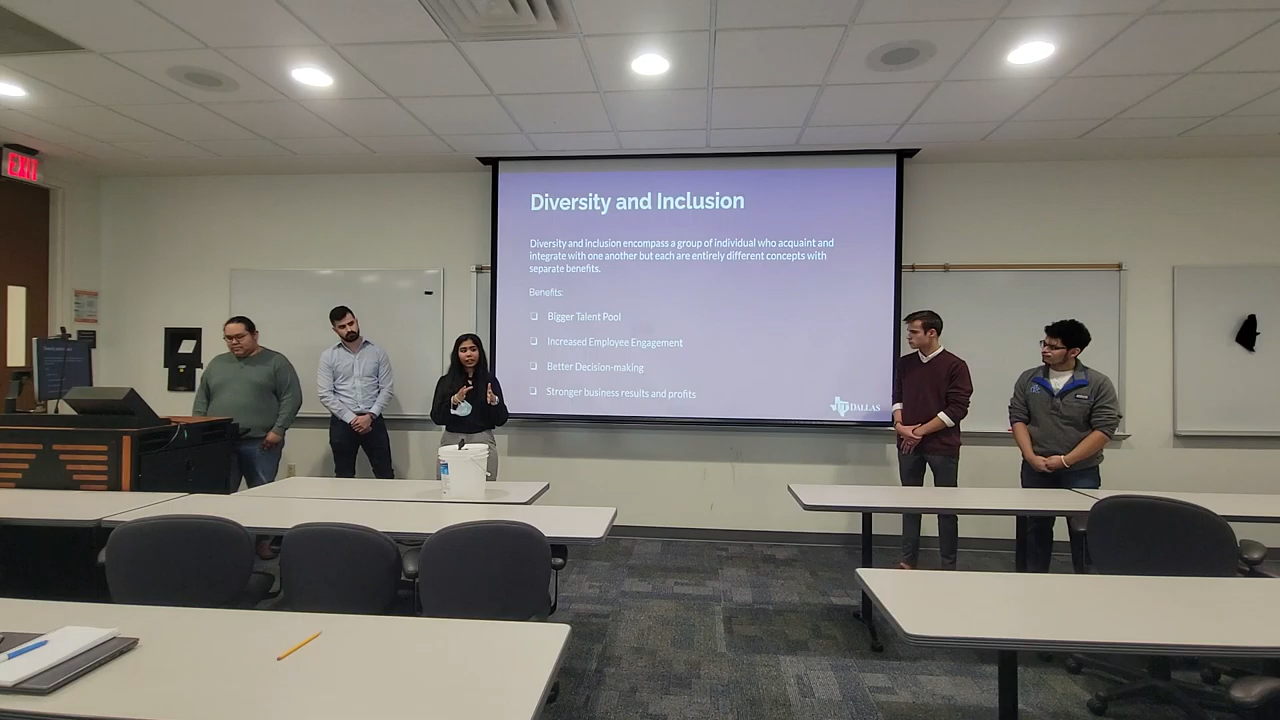 EXIT
Diversity and Inclusion
Diversity and inclusion encompass a group of individual who acquaint and
integrate with one another but each are entirely different concepts with
separate benefits.
Benefits:
Bigger Talent Pool
Increased Employee Engagement
Better Decision-making
Stronger business results and profits
UT DALLAS